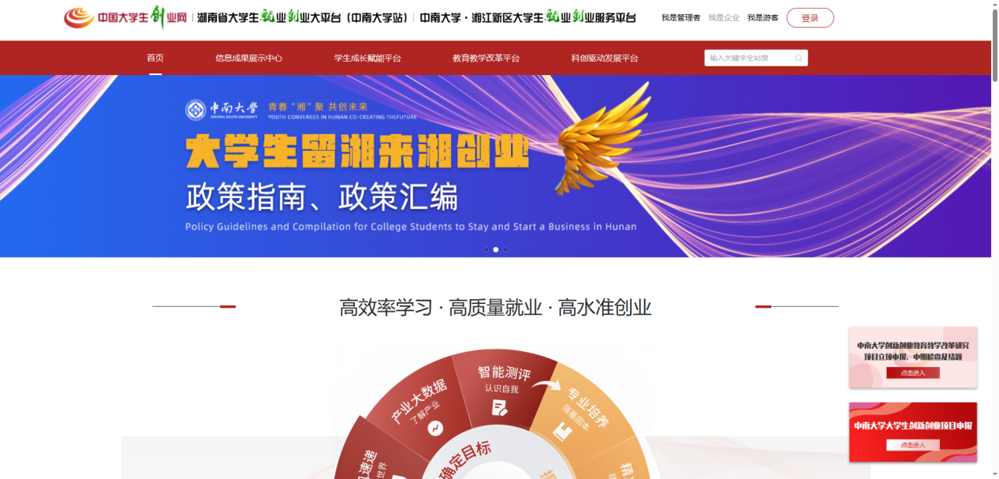 中国大学生创业网
湖南省大学生就业创业大平台（中南大学站）
中南大学·湘江新区大学生就业创业服务平台
我是管理者 我是企业 我是游客 登录
首页 信息成果展示中心 学生成长赋能平台 教育教学改革平台 科创驱动发展平台 输入关键字全站搜
中南大学 青春“湘”聚 共创未来
CENTRAL SOUTH UNIVERSITY YOUTH CONVERGES IN HUNAN CO-CREATING THEFUTURE
大学生留湘来湘创业
政策指南、政策汇编
Policy Guidelines and Compilation for College Students to Stay and Start a Business in Hunan
高效率学习 · 高质量就业 · 高水准创业
中南大学创新创业教育教学改革研究
项目立项申报、中期检查及结题
点击进入
中南大学大学生创新创业项目申报
点击进入
智能测评
认识自我
产业大数据
了解产业
专业培养
强基固本
速递
世界
确定目标
精